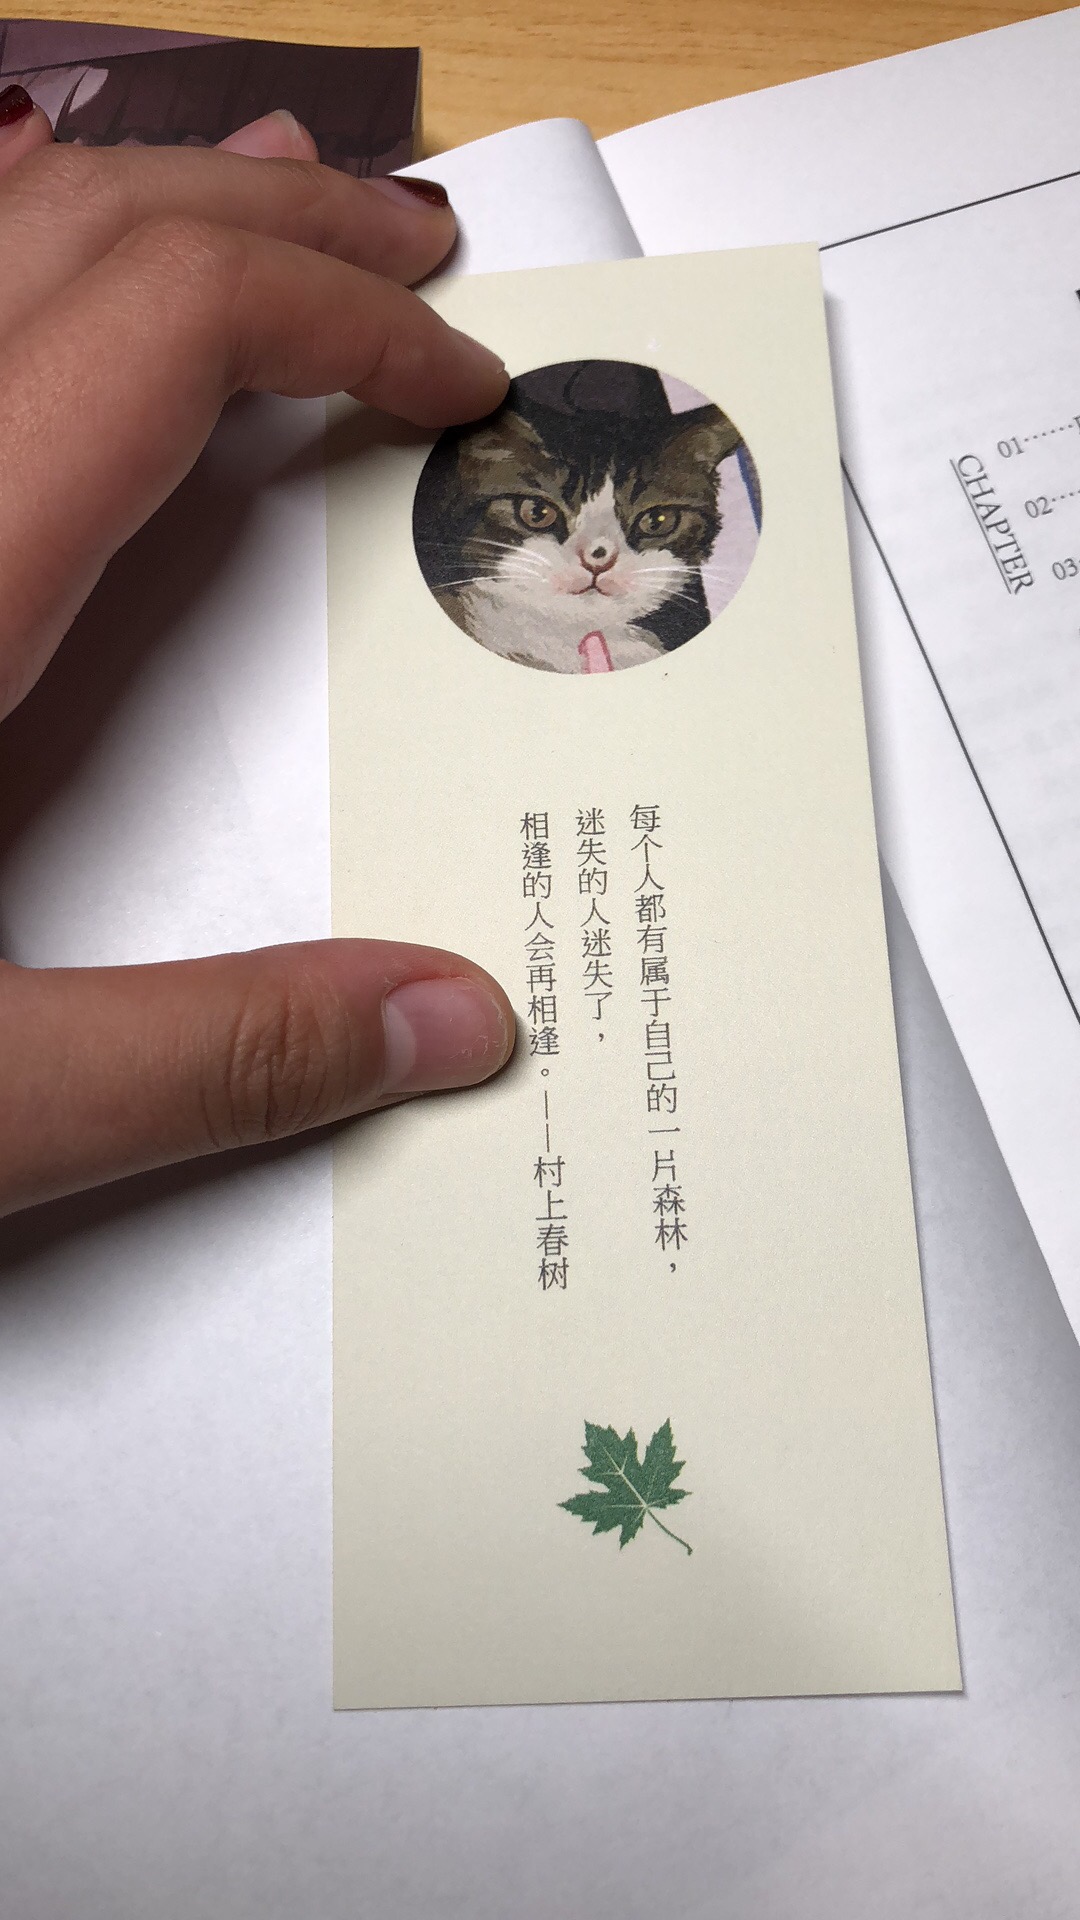 每个人都有属于自己的一片森林，
迷失的人迷失了，
相逢的人会再相逢。——村上春树
CHAPTER
01……
02……
03